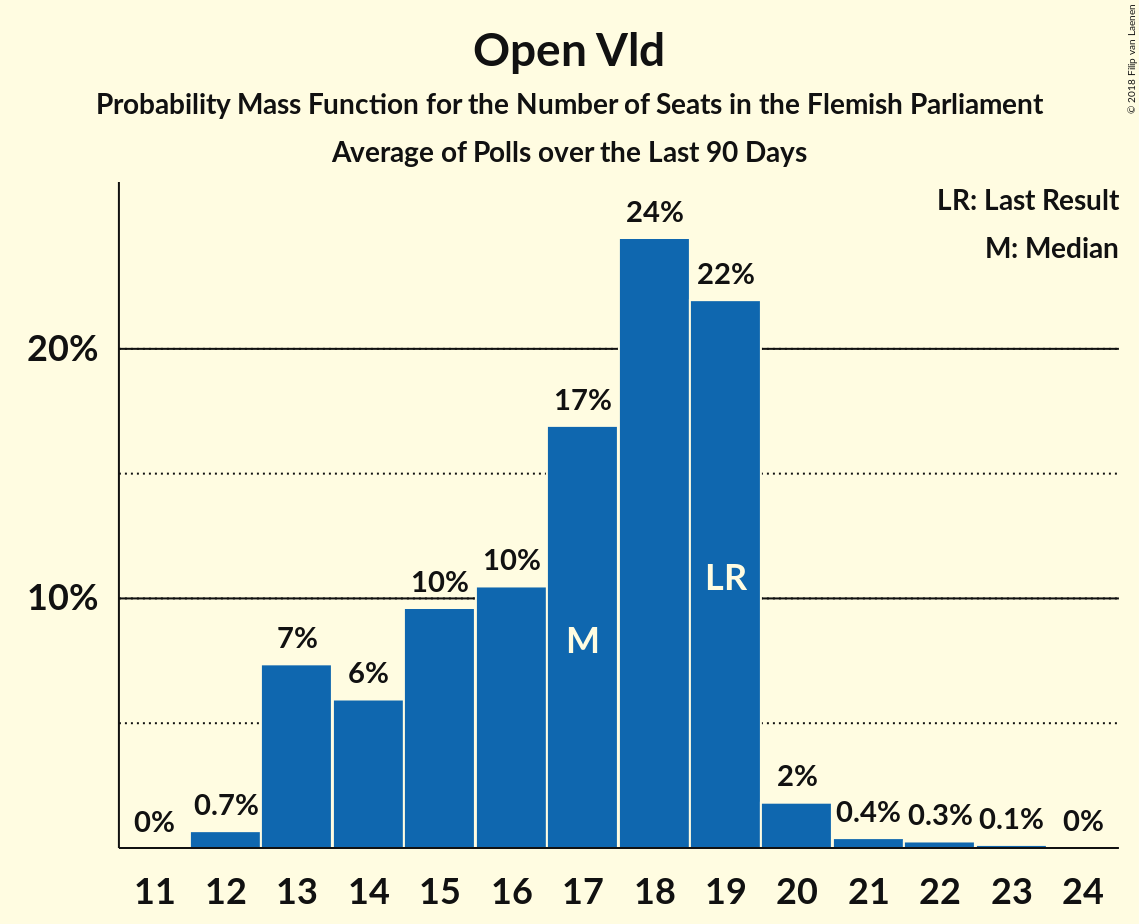 Open Vld
Probability Mass Function for the Number of Seats in the Flemish Parliament
Average of Polls over the Last 90 Days
© 2018 Filip van Laenen
LR: Last Result
M: Median
24%
22%
20%
17%
10%
10%
10%
7%
6%
2%
0%
0.7%
0.4%
0.3%
0.1%
0%
LR
M
11 12 13 14 15 16 17 18 19 20 21 22 23 24